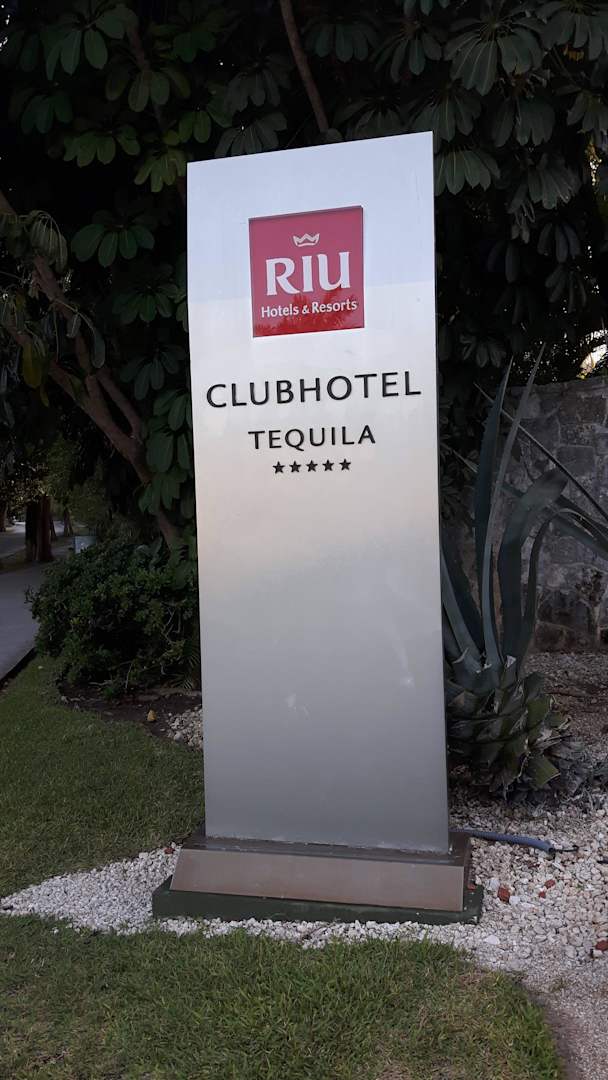 RIU
Hotels & Resorts
CLUBHOTEL
TEQUILA
★★★★★